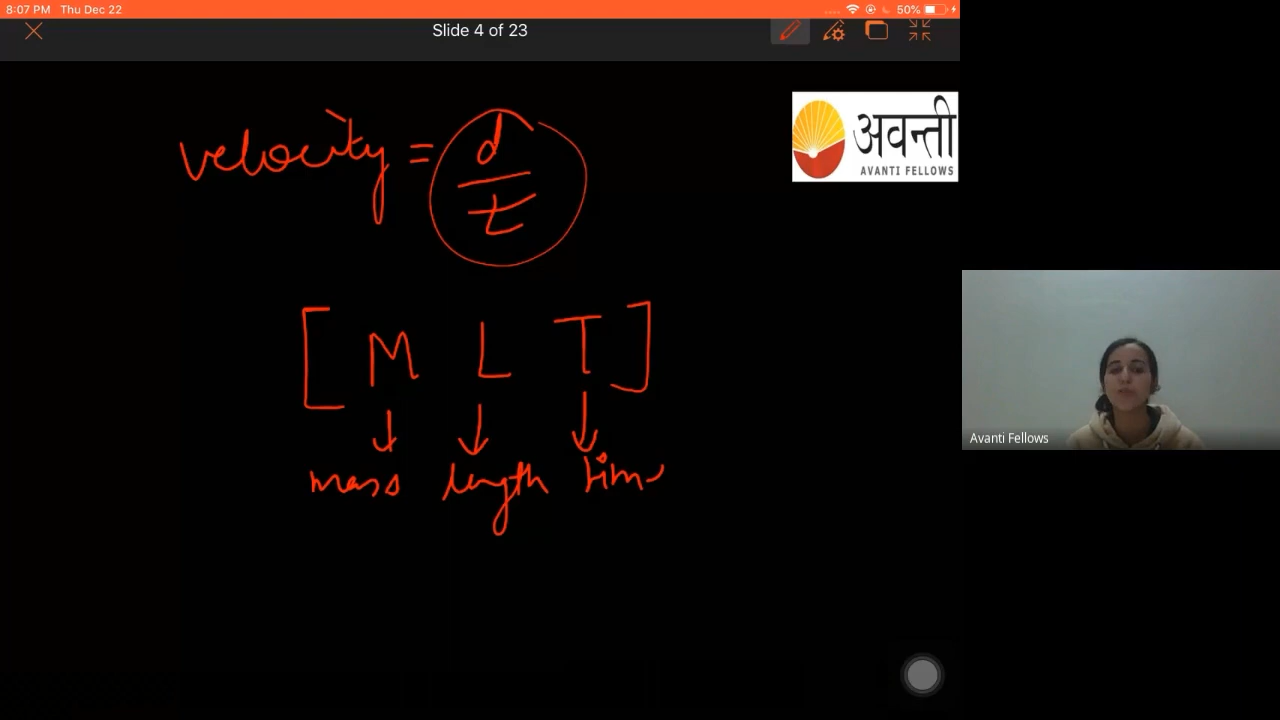 8:07 PM Thu Dec 22
50%
Slide 4 of 23
अवन्ती
AVANTI FELLOWS
velocity = d/t
[ M L T ]
mass length time
Avanti Fellows